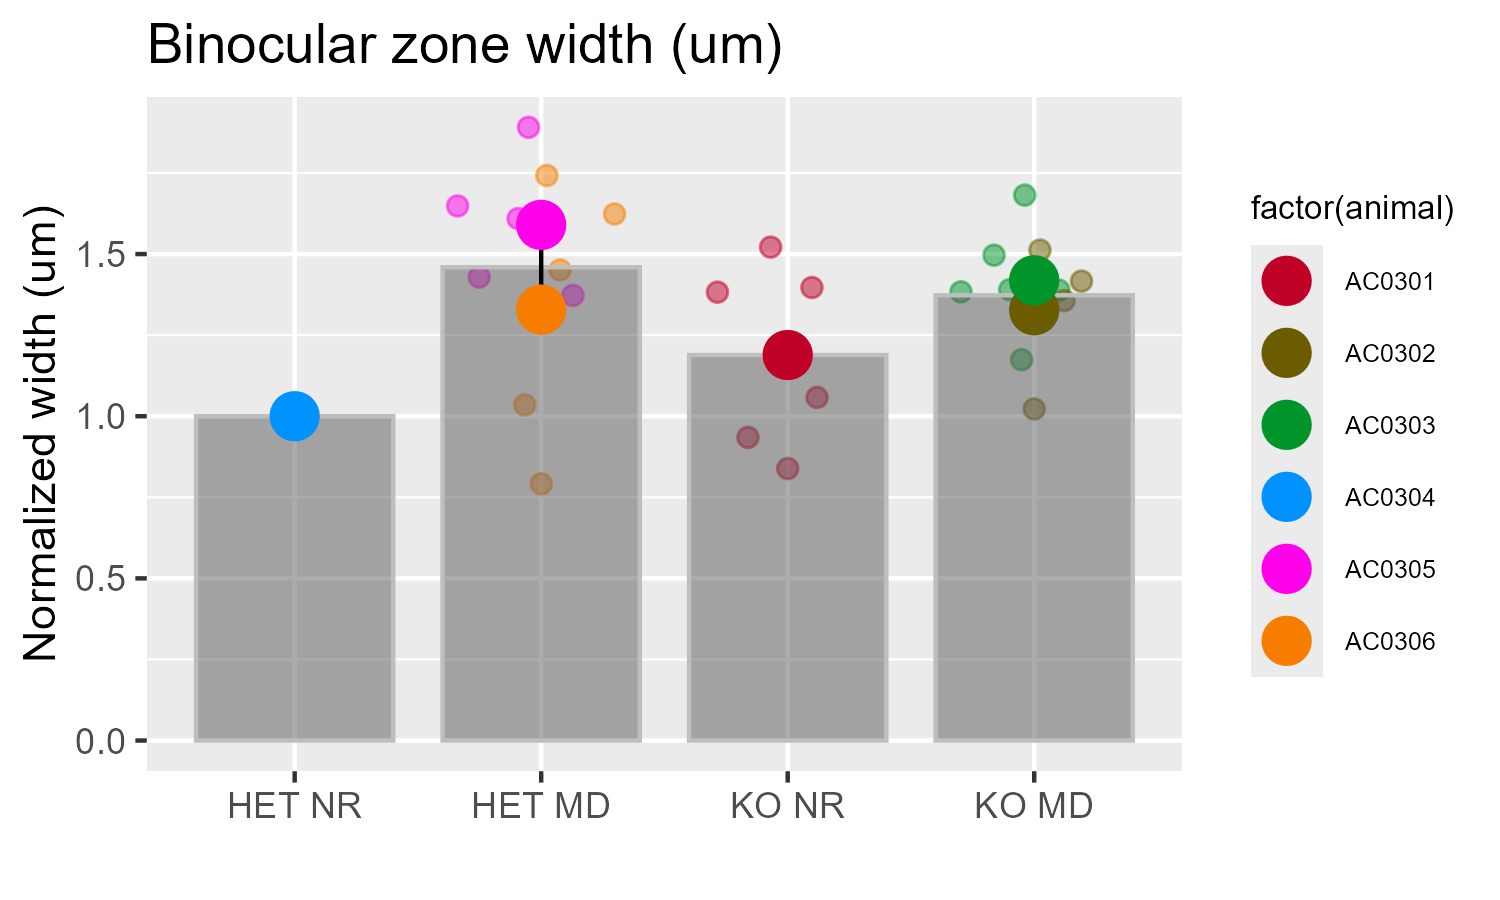 Binocular zone width (um)
Normalized width (um)
1.5
1.0
0.5
0.0
HET NR
HET MD
KO NR
KO MD
factor(animal)
AC0301
AC0302
AC0303
AC0304
AC0305
AC0306